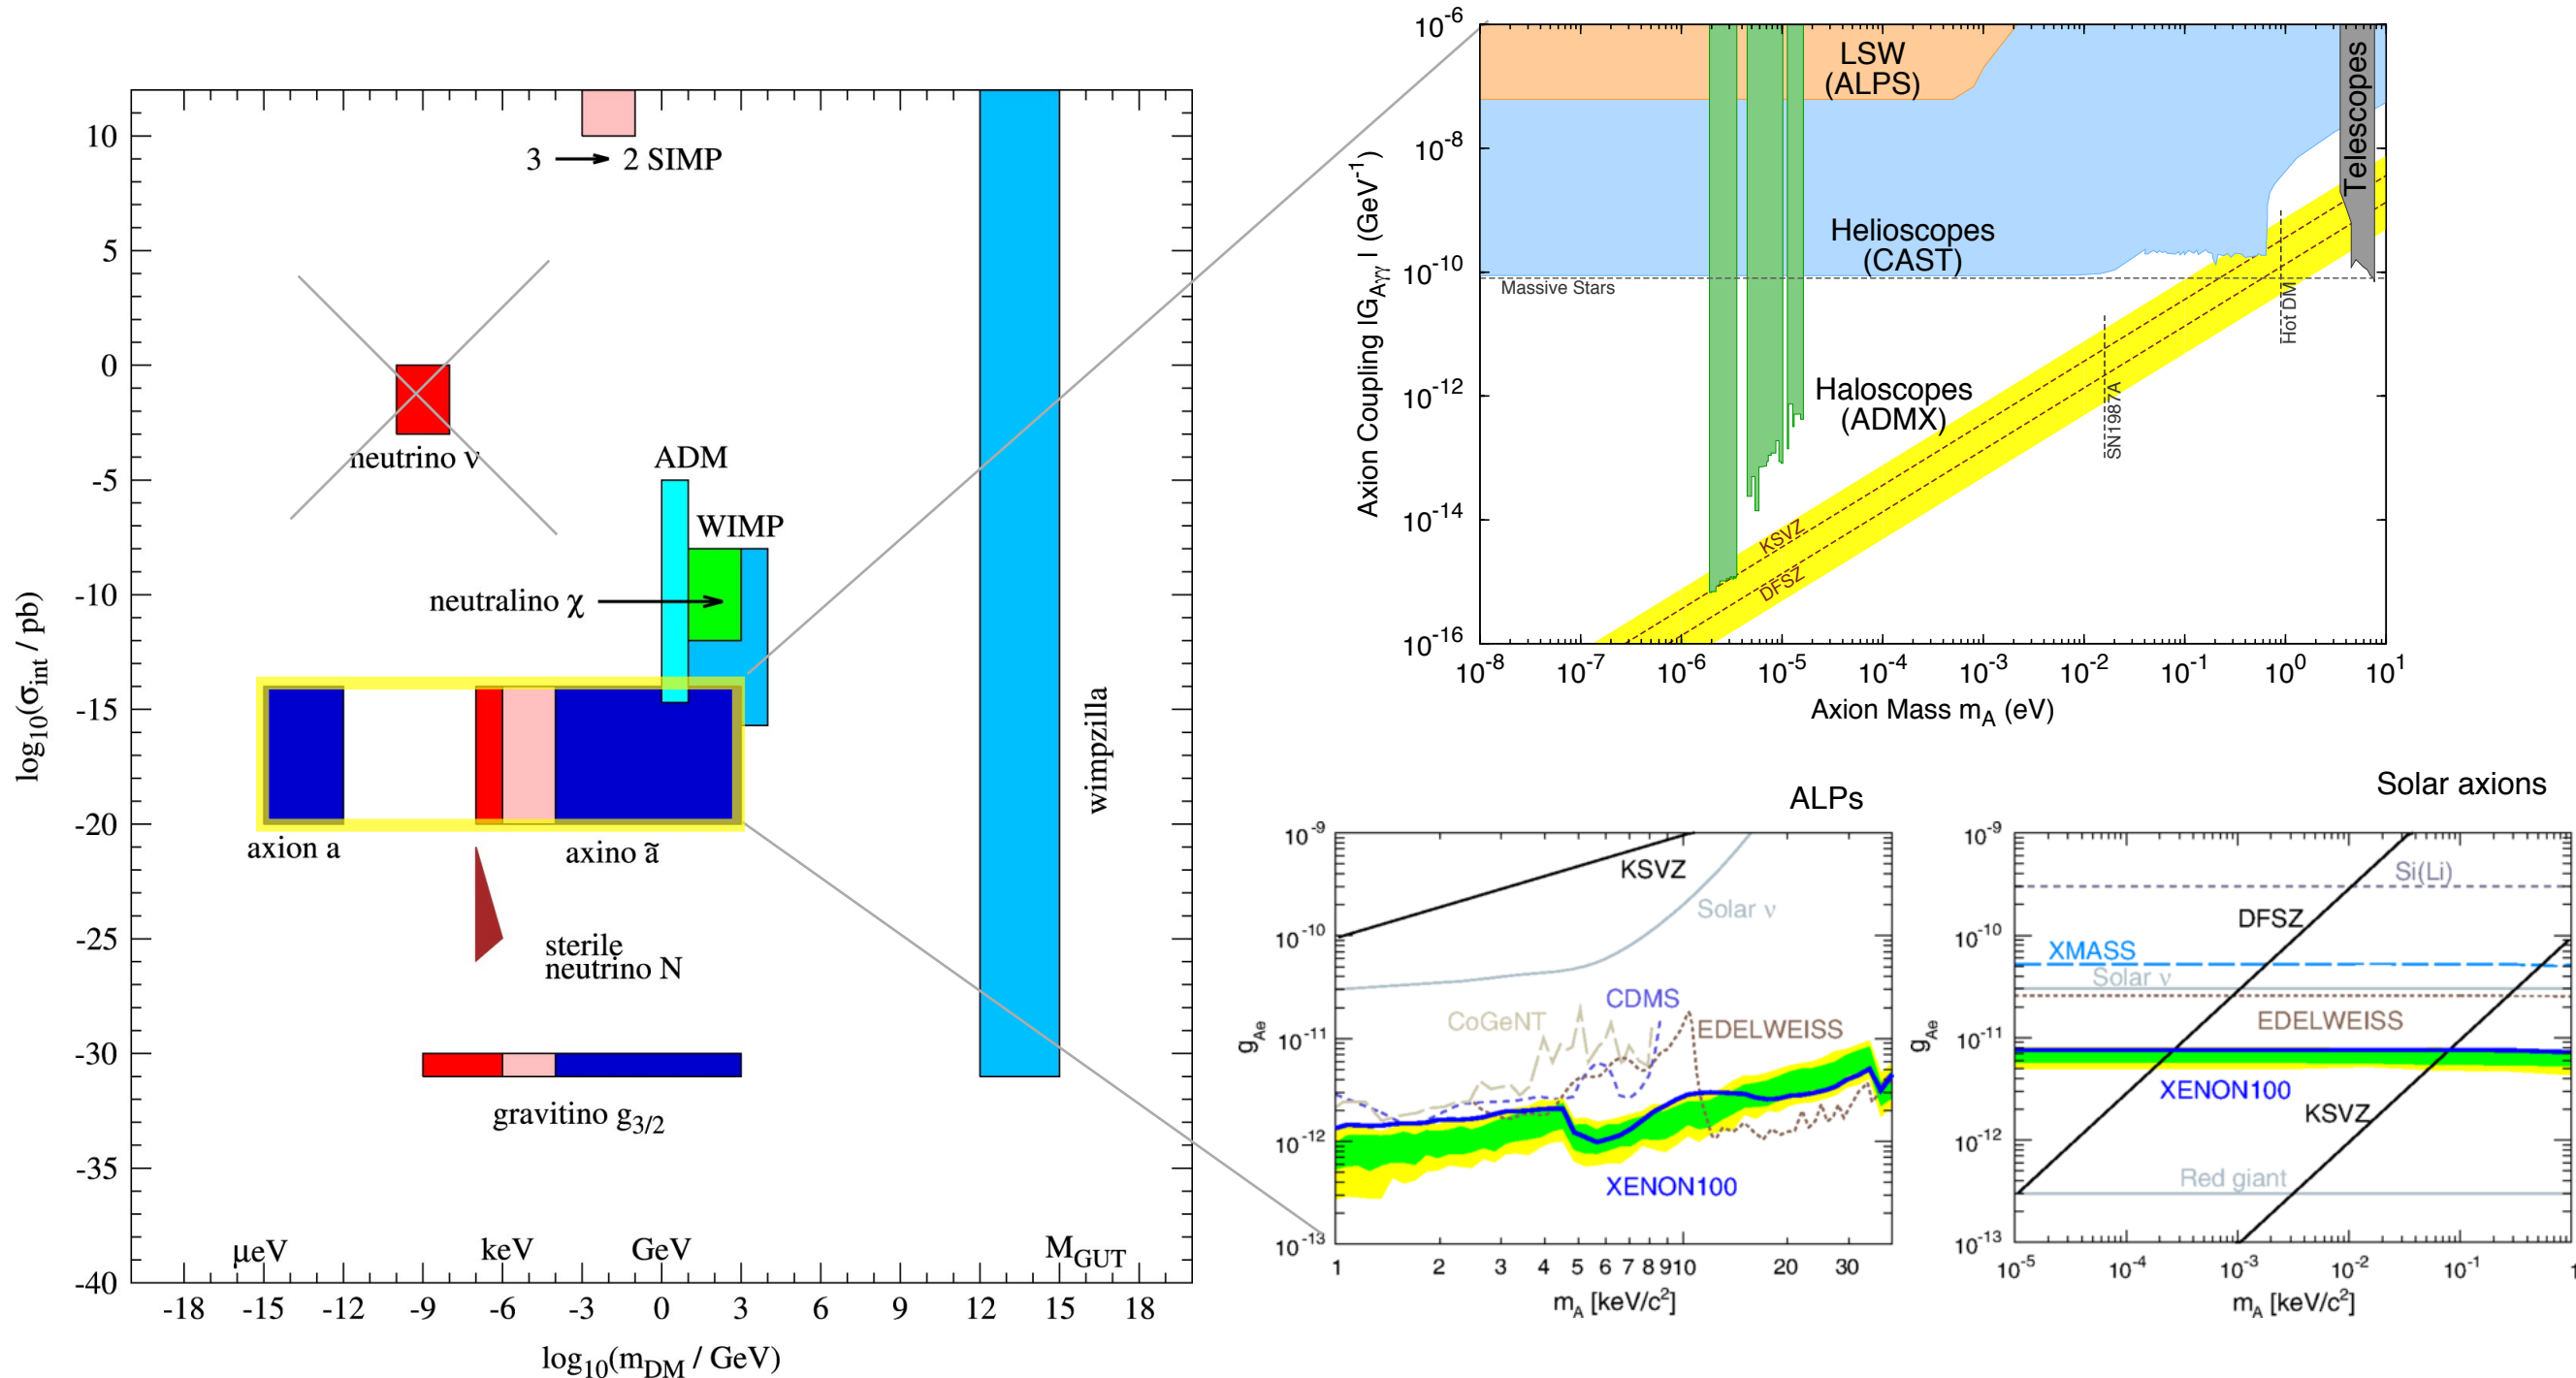 10
5
0
-5
-10
-15
-20
-25
-30
-35
-40
log10(σint / pb)
3 → 2 SIMP
neutrino ν
ADM
WIMP
neutralino χ
axion a
axino ã
sterile
neutrino N
gravitino g3/2
wimpzilla
μeV
keV
GeV
MGUT
-18 -15 -12 -9 -6 -3 0 3 6 9 12 15 18
log10(mDM / GeV)
10-6
10-8
10-10
10-12
10-14
10-16
Axion Coupling |GAγγ | (GeV-1)
LSW
(ALPS)
Telescopes
Helioscopes
(CAST)
Massive Stars
Hot DM
Haloscopes
(ADMX)
SN1987A
KSVZ
DFSZ
10-8 10-7 10-6 10-5 10-4 10-3 10-2 10-1 100 101
Axion Mass mA (eV)
ALPs
10-9
10-10
10-11
10-12
10-13
gAe
KSVZ
Solar ν
CDMS
CoGeNT
EDELWEISS
XENON100
1 2 3 4 5 6 7 8 910 20 30
mA [keV/c2]
Solar axions
10-9
10-10
10-11
10-12
10-13
gAe
Si(Li)
DFSZ
XMASS
Solar ν
EDELWEISS
XENON100
KSVZ
Red giant
10-5 10-4 10-3 10-2 10-1 1
mA [keV/c2]